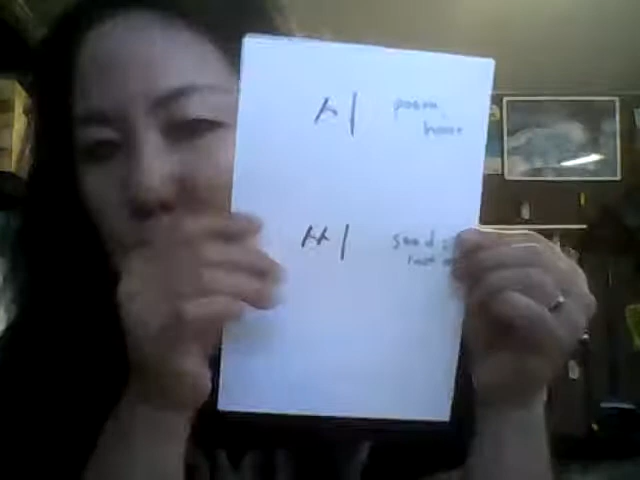 시 poem,
hour
씨 seed